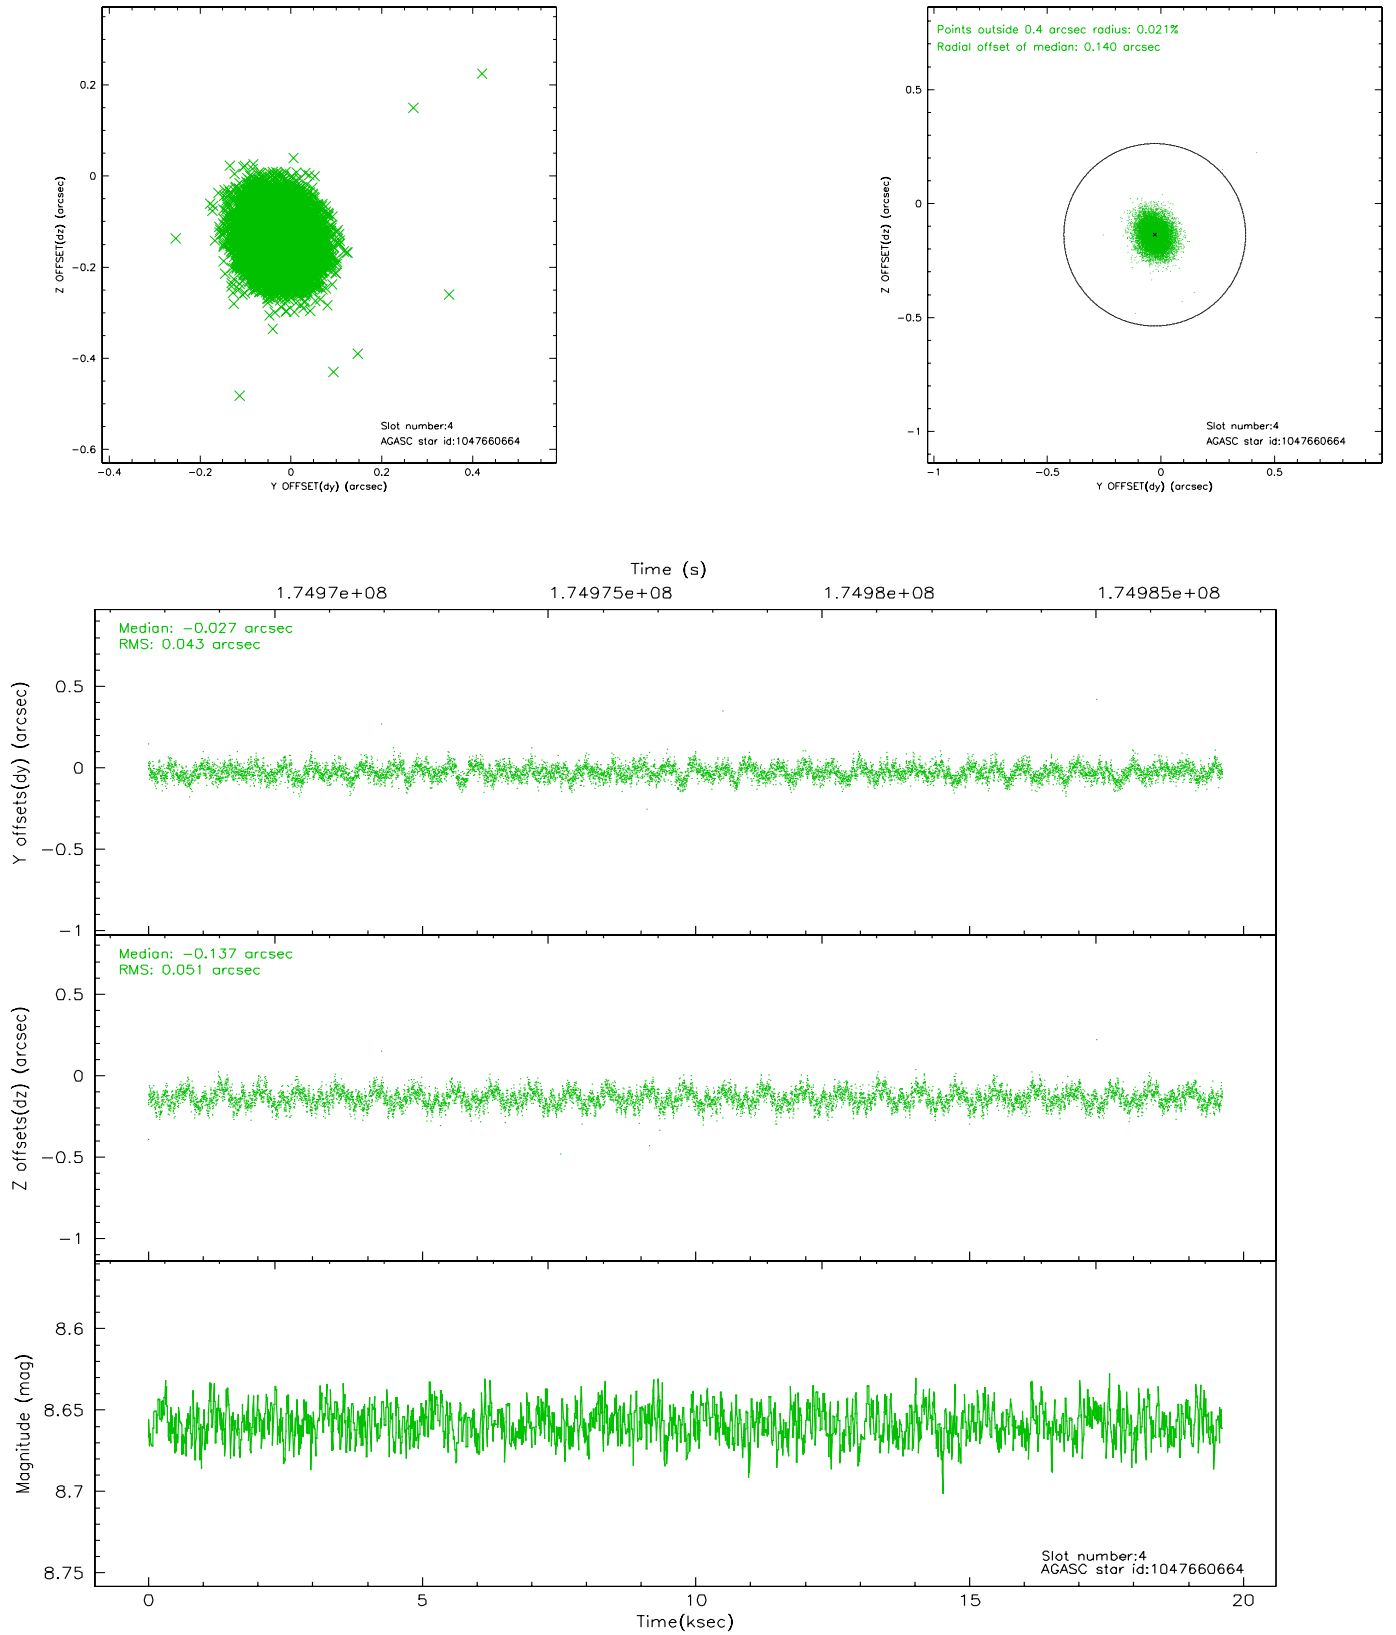 0.2
0
−0.2
−0.4
−0.6
Z OFFSET(dz) (arcsec)
Slot number:4
AGASC star id:1047660664
−0.4
−0.2
0
0.2
0.4
Y OFFSET(dy) (arcsec)
Points outside 0.4 arcsec radius: 0.021%
Radial offset of median: 0.140 arcsec
0.5
0
−0.5
−1
Z OFFSET(dz) (arcsec)
Slot number:4
AGASC star id:1047660664
−1
−0.5
0
0.5
Y OFFSET(dy) (arcsec)
Time (s)
1.7497e+08
1.74975e+08
1.7498e+08
1.74985e+08
Median: −0.027 arcsec
RMS: 0.043 arcsec
0.5
0
−0.5
−1
Y offsets(dy) (arcsec)
Median: −0.137 arcsec
RMS: 0.051 arcsec
0.5
0
−0.5
−1
Z offsets(dz) (arcsec)
8.6
8.65
8.7
8.75
Magnitude (mag)
Slot number:4
AGASC star id:1047660664
0
5
10
15
20
Time(ksec)